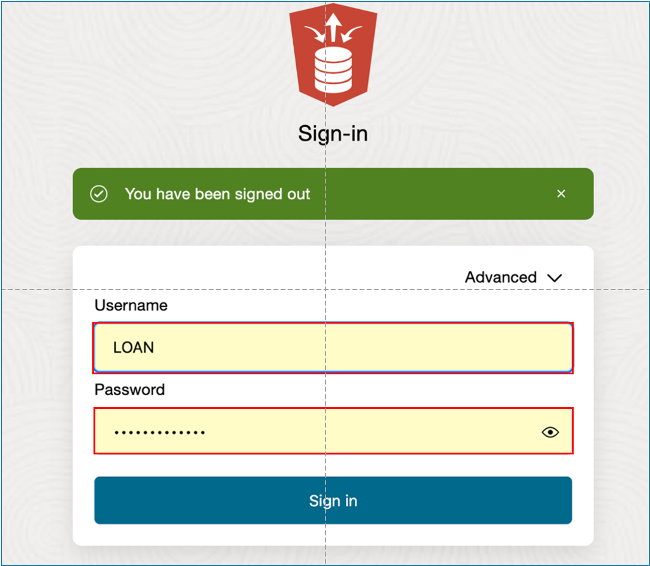 Sign-in
You have been signed out
Advanced
Username
LOAN
Password
•••••••••••••
Sign in